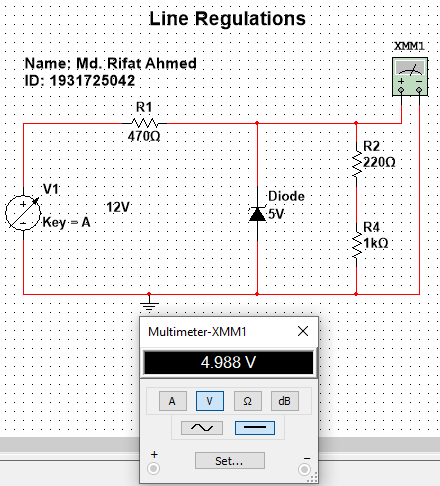 Line Regulations
XMM1
Name: Md. Rifat Ahmed
ID: 1931725042
R1
470Ω
R2
220Ω
V1
12V
Key = A
Diode
5V
R4
1kΩ
Multimeter-XMM1
4.988 V
A V Ω dB
Set...